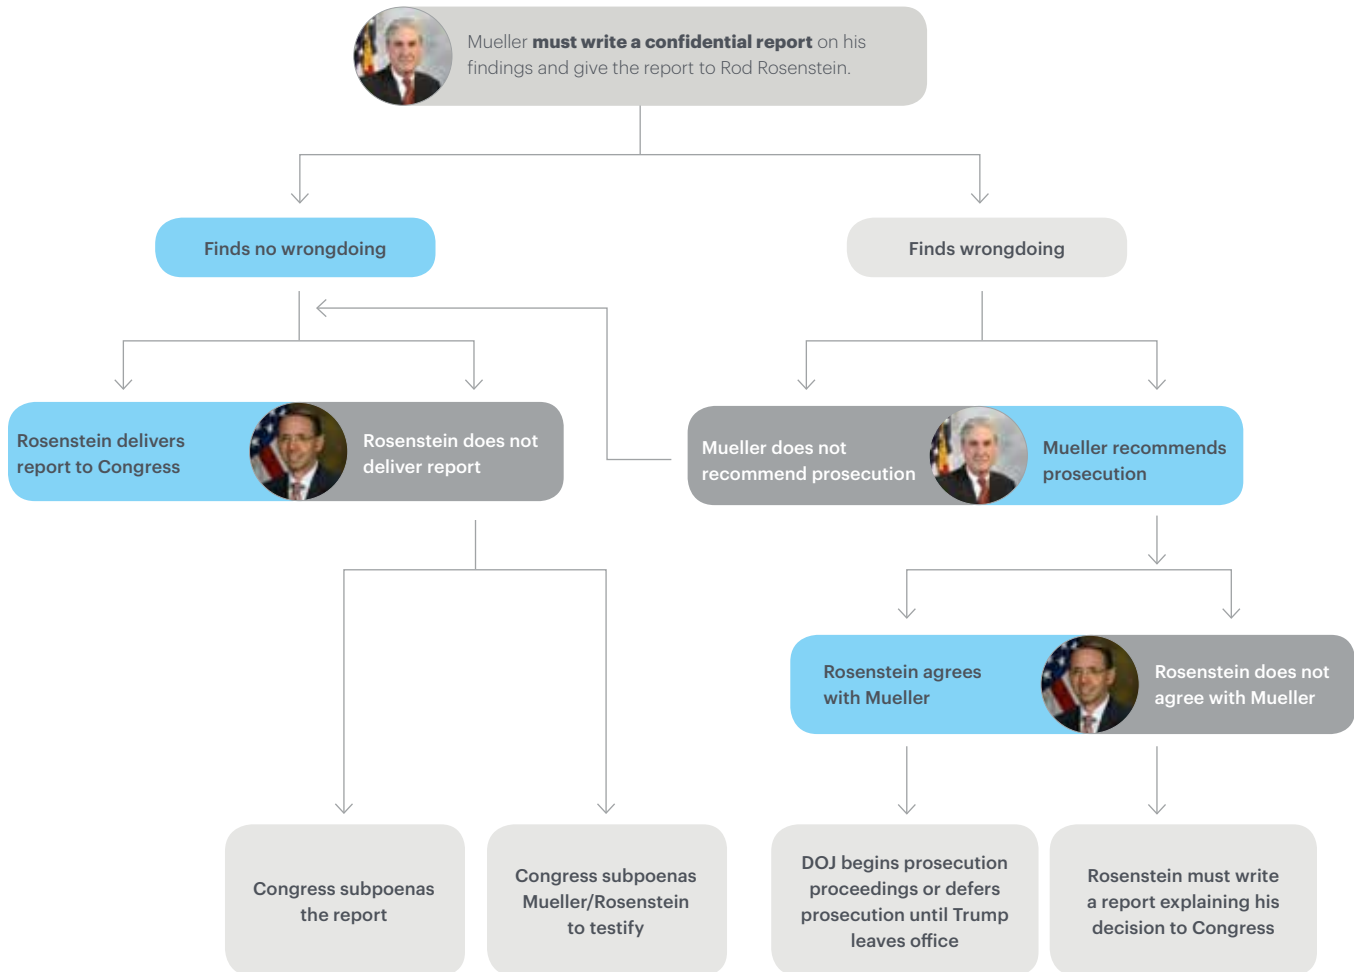 Mueller must write a confidential report on his
findings and give the report to Rod Rosenstein.
Finds no wrongdoing
Finds wrongdoing
Rosenstein delivers
report to Congress
Rosenstein does not
deliver report
Mueller does not
recommend prosecution
Mueller recommends
prosecution
Rosenstein agrees
with Mueller
Rosenstein does not
agree with Mueller
Congress subpoenas
the report
Congress subpoenas
Mueller/Rosenstein
to testify
DOJ begins prosecution
proceedings or defers
prosecution until Trump
leaves office
Rosenstein must write
a report explaining his
decision to Congress